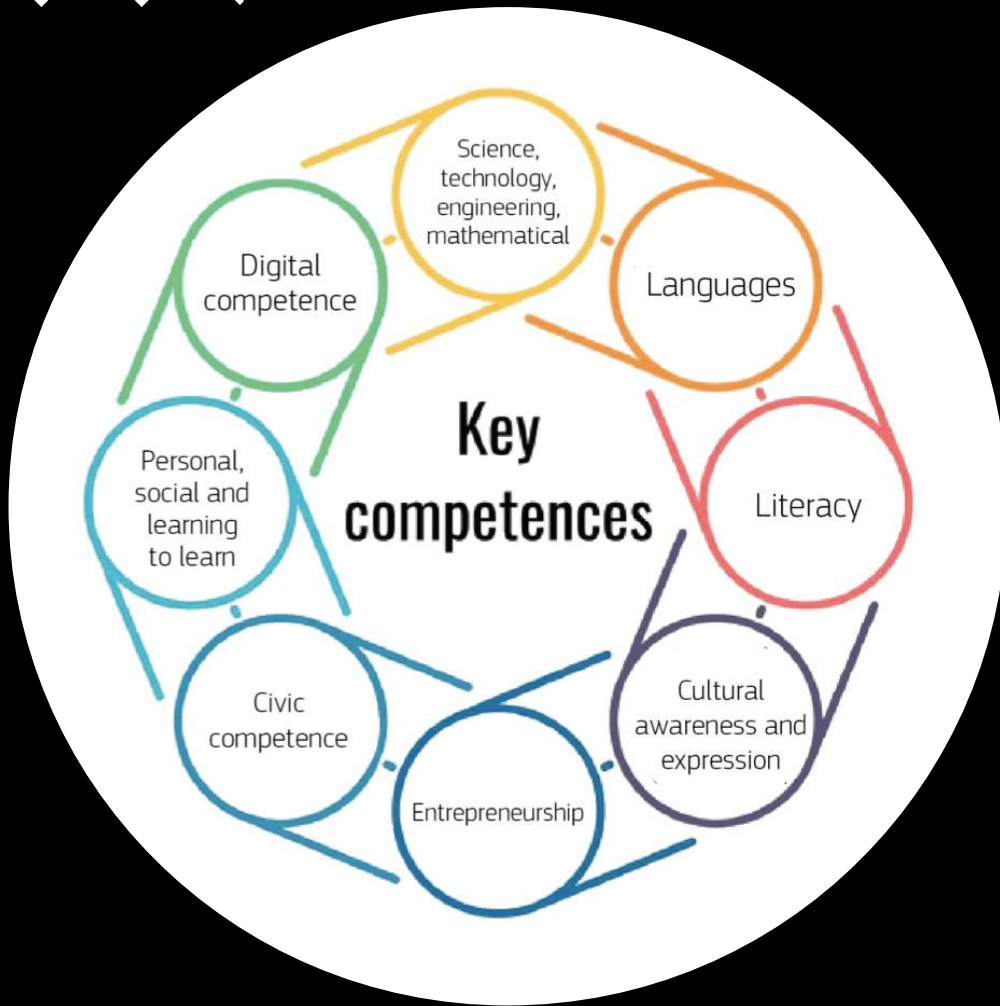 Key
competences
Science,
technology,
engineering,
mathematical
Languages
Literacy
Cultural
awareness and
expression
Entrepreneurship
Civic
competence
Personal,
social and
learning
to learn
Digital
competence